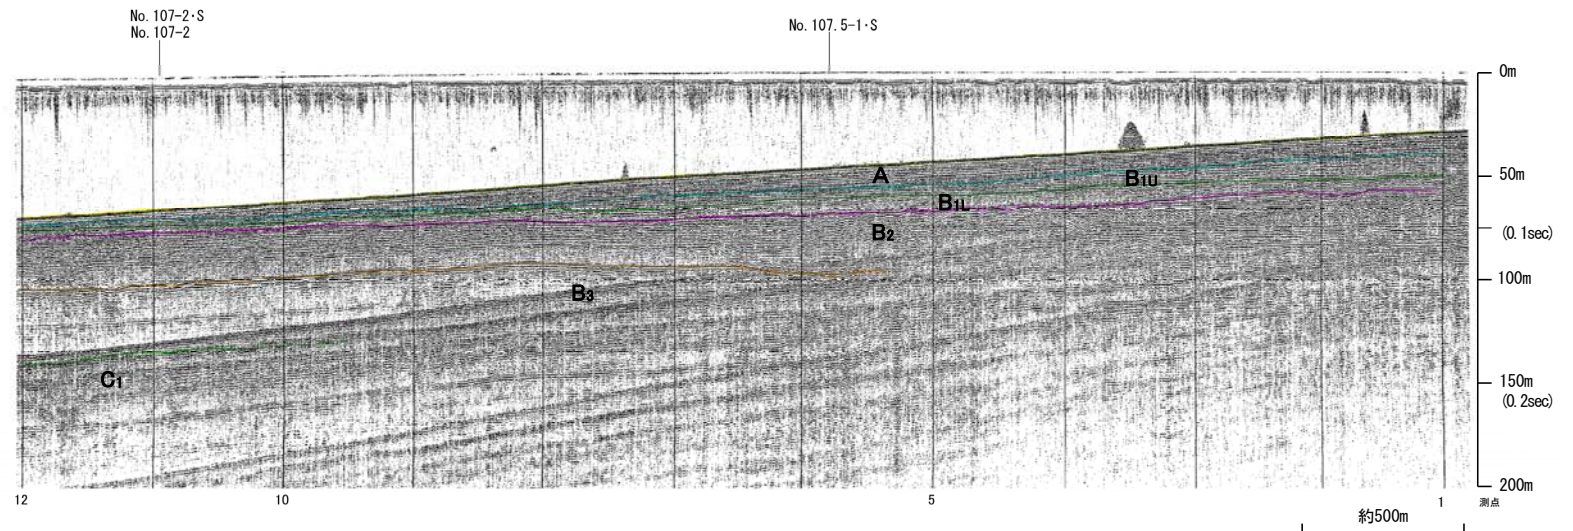 No.107-2·S
No.107-2
No.107.5-1·S
0m
A
50m
B1U
B1L
B2
(0.1sec)
100m
B3
C1
150m
(0.2sec)
200m
12
10
5
1
測点
約500m